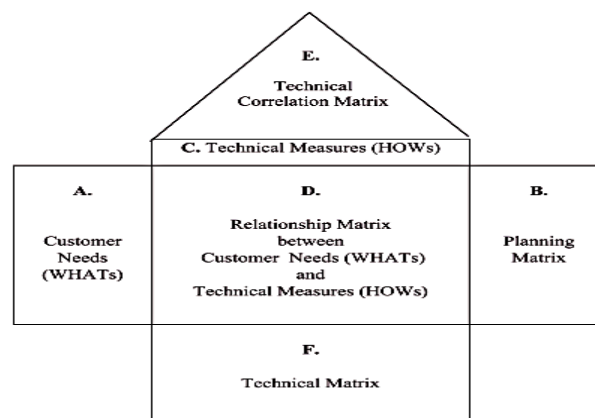 E.
Technical
Correlation Matrix
C. Technical Measures (HOWs)
A.
Customer
Needs
(WHATs)
D.
Relationship Matrix
between
Customer Needs (WHATs)
and
Technical Measures (HOWs)
B.
Planning
Matrix
F.
Technical Matrix